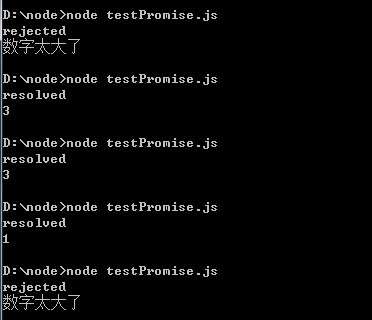 D:\node>node testPromise.js
rejected
数字太大了
D:\node>node testPromise.js
resolved
3
D:\node>node testPromise.js
resolved
3
D:\node>node testPromise.js
resolved
1
D:\node>node testPromise.js
rejected
数字太大了